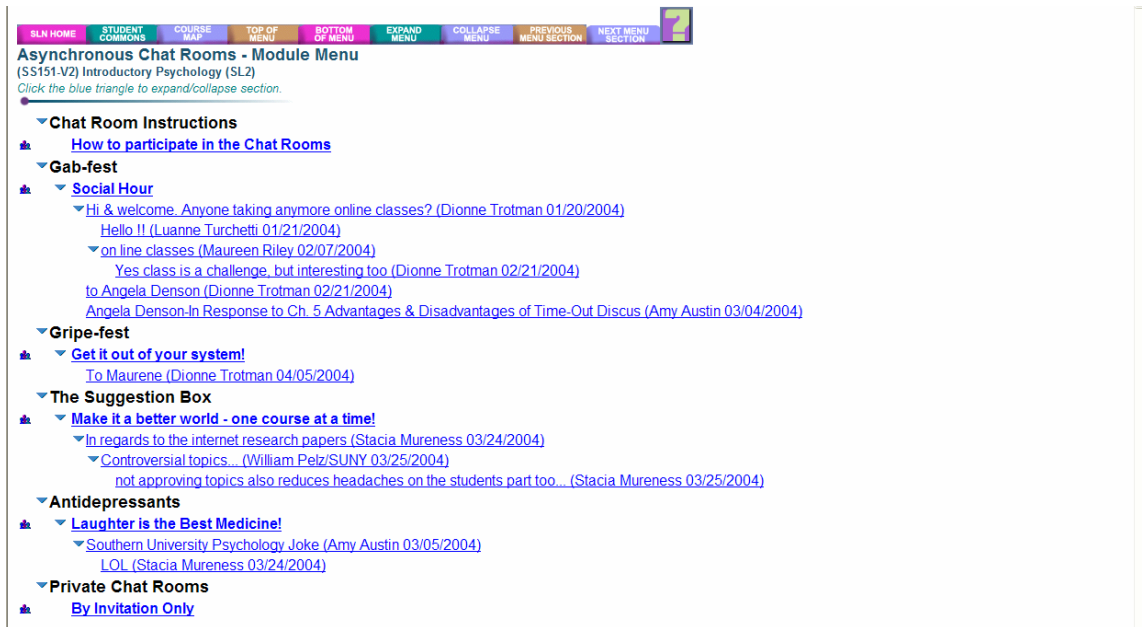 SLN HOME STUDENT COMMONS COURSE MAP TOP OF MENU BOTTOM OF MENU EXPAND MENU COLLAPSE MENU PREVIOUS MENU SECTION NEXT MENU SECTION ?
Asynchronous Chat Rooms - Module Menu
(SS151-V2) Introductory Psychology (SL2)
Click the blue triangle to expand/collapse section.
Chat Room Instructions
How to participate in the Chat Rooms
Gab-fest
Social Hour
Hi & welcome. Anyone taking anymore online classes? (Dionne Trotman 01/20/2004)
Hello !! (Luanne Turchetti 01/21/2004)
on line classes (Maureen Riley 02/07/2004)
Yes class is a challenge, but interesting too (Dionne Trotman 02/21/2004)
to Angela Denson (Dionne Trotman 02/21/2004)
Angela Denson-In Response to Ch. 5 Advantages & Disadvantages of Time-Out Discus (Amy Austin 03/04/2004)
Gripe-fest
Get it out of your system!
To Maurene (Dionne Trotman 04/05/2004)
The Suggestion Box
Make it a better world - one course at a time!
In regards to the internet research papers (Stacia Mureness 03/24/2004)
Controversial topics... (William Pelz/SUNY 03/25/2004)
not approving topics also reduces headaches on the students part too... (Stacia Mureness 03/25/2004)
Antidepressants
Laughter is the Best Medicine!
Southern University Psychology Joke (Amy Austin 03/05/2004)
LOL (Stacia Mureness 03/24/2004)
Private Chat Rooms
By Invitation Only